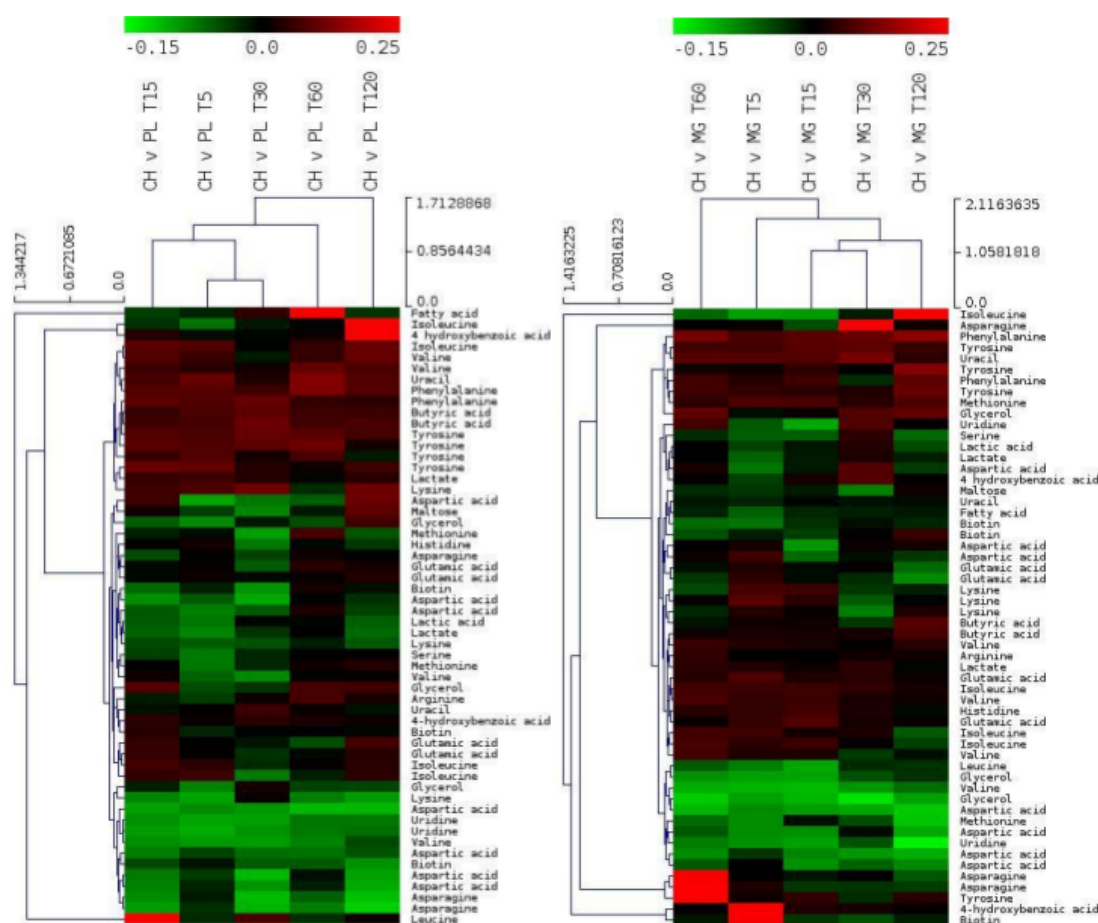 -0.15 0.0 0.25
CH v PL T15
CH v PL T5
CH v PL T30
CH v PL T60
CH v PL T120
1.7128868
0.8564434
0.0
1.344217
0.6721085
0.0
Fatty acid
Isoleucine
4 hydroxybenzoic acid
Isoleucine
Valine
Valine
Uracil
Phenylalanine
Phenylalanine
Butyric acid
Butyric acid
Tyrosine
Tyrosine
Tyrosine
Tyrosine
Lactate
Lysine
Aspartic acid
Maltose
Glycerol
Methionine
Histidine
Asparagine
Glutamic acid
Glutamic acid
Biotin
Aspartic acid
Aspartic acid
Lactic acid
Lactate
Lysine
Serine
Methionine
Valine
Glycerol
Arginine
Uracil
4-hydroxybenzoic acid
Biotin
Glutamic acid
Glutamic acid
Isoleucine
Isoleucine
Glycerol
Lysine
Aspartic acid
Uridine
Uridine
Valine
Aspartic acid
Biotin
Aspartic acid
Aspartic acid
Asparagine
Asparagine
Leucine
-0.15 0.0 0.25
CH v MG T60
CH v MG T5
CH v MG T15
CH v MG T30
CH v MG T120
2.1163635
1.0581818
0.0
1.4163225
0.70816123
0.0
Isoleucine
Asparagine
Phenylalanine
Tyrosine
Uracil
Tyrosine
Phenylalanine
Tyrosine
Methionine
Glycerol
Uridine
Serine
Lactic acid
Lactate
Aspartic acid
4 hydroxybenzoic acid
Maltose
Uracil
Fatty acid
Biotin
Biotin
Aspartic acid
Aspartic acid
Glutamic acid
Glutamic acid
Lysine
Lysine
Lysine
Butyric acid
Butyric acid
Valine
Arginine
Lactate
Glutamic acid
Isoleucine
Valine
Histidine
Glutamic acid
Isoleucine
Isoleucine
Valine
Leucine
Glycerol
Valine
Glycerol
Aspartic acid
Methionine
Aspartic acid
Uridine
Aspartic acid
Aspartic acid
Asparagine
Asparagine
Tyrosine
4-hydroxybenzoic acid
Biotin